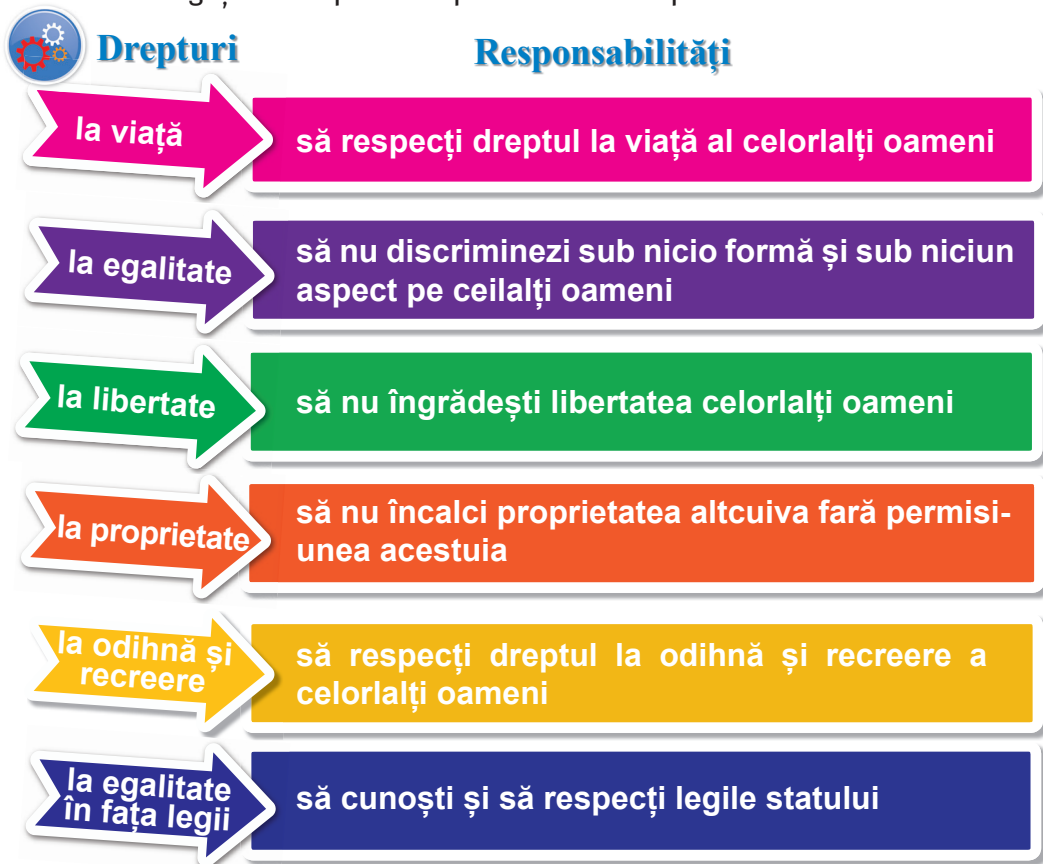 Drepturi
Responsabilități
la viață
să respecți dreptul la viață al celorlalți oameni
la egalitate
să nu discriminezi sub nicio formă și sub niciun
aspect pe ceilalți oameni
la libertate
să nu îngrădești libertatea celorlalți oameni
la proprietate
să nu încalci proprietatea altcuiva fară permisi-
unea acestuia
la odihnă și
recreere
să respecți dreptul la odihnă și recreere a
celorlalți oameni
la egalitate
în fața legii
să cunoști și să respecți legile statului